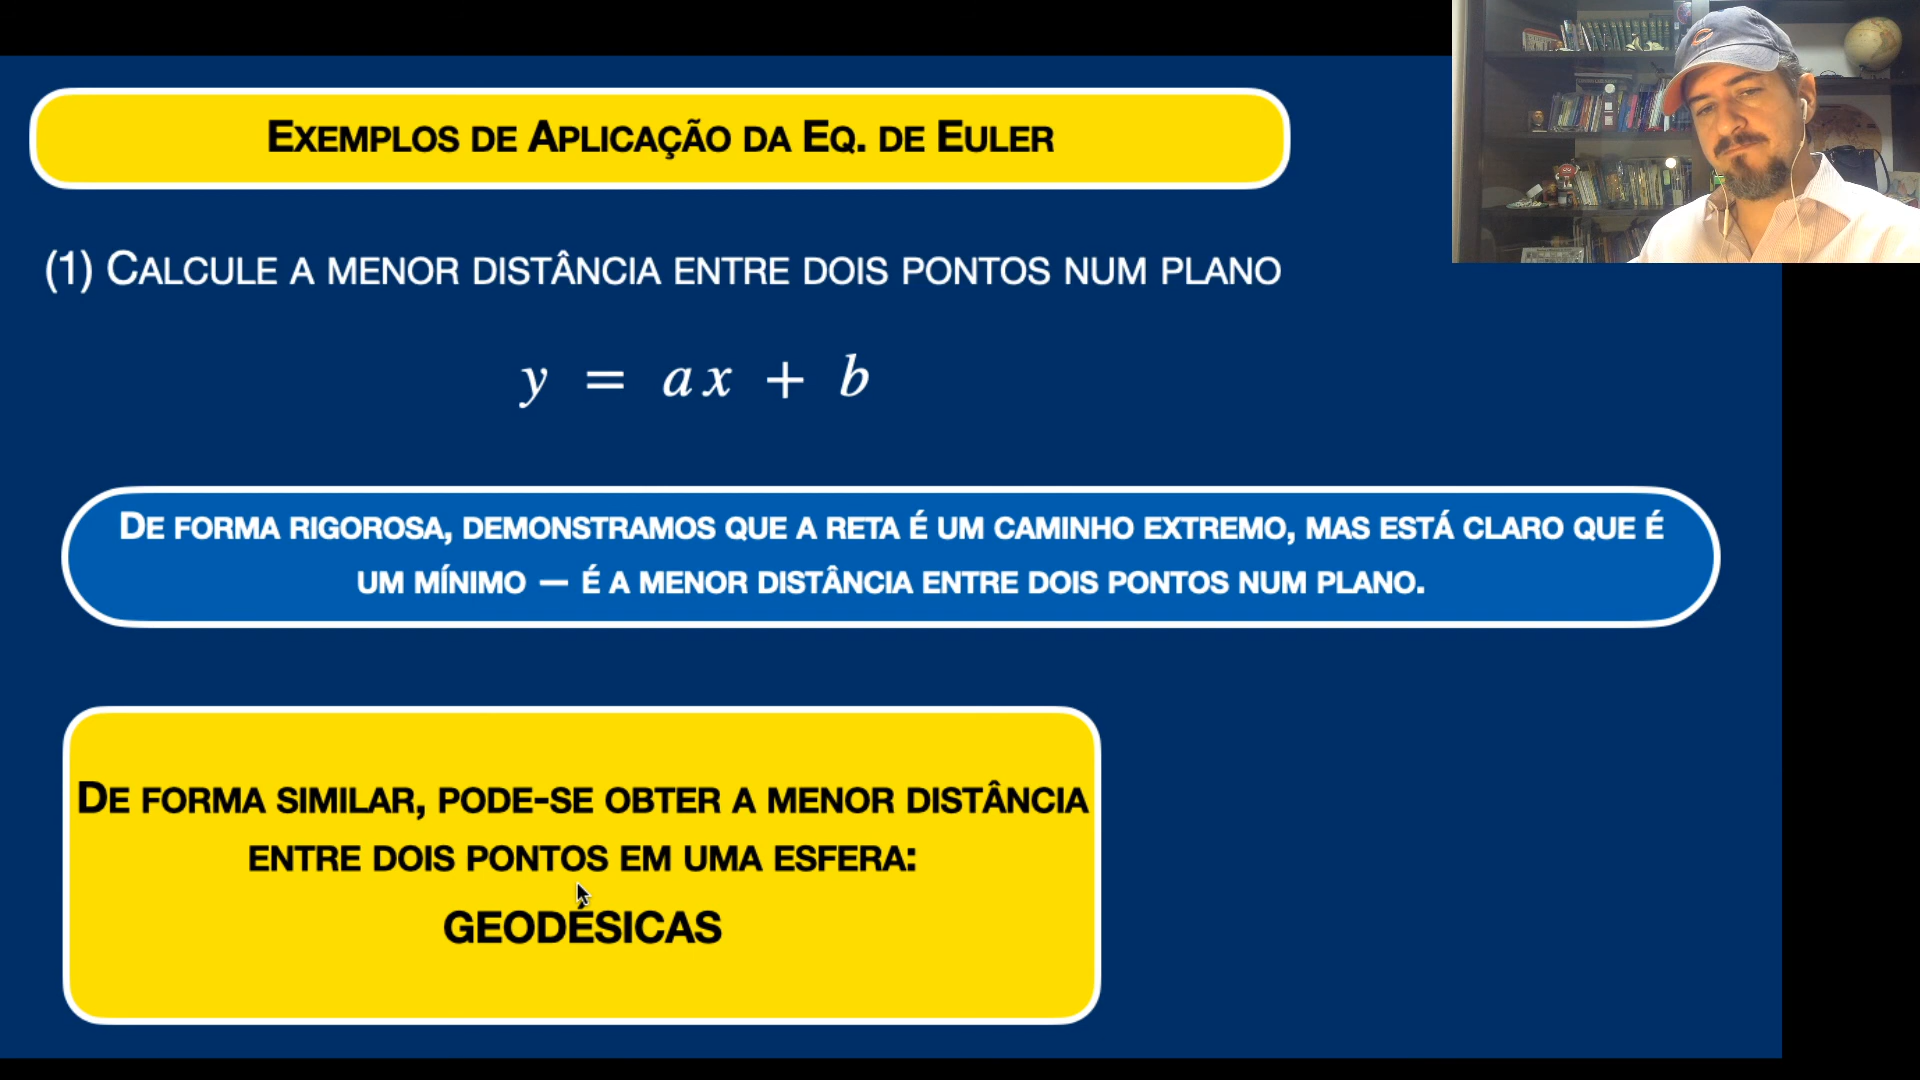 EXEMPLOS DE APLICAÇÃO DA EQ. DE EULER
(1) CALCULE A MENOR DISTÂNCIA ENTRE DOIS PONTOS NUM PLANO
y = ax + b
DE FORMA RIGOROSA, DEMONSTRAMOS QUE A RETA É UM CAMINHO EXTREMO, MAS ESTÁ CLARO QUE É
UM MÍNIMO — É A MENOR DISTÂNCIA ENTRE DOIS PONTOS NUM PLANO.
DE FORMA SIMILAR, PODE-SE OBTER A MENOR DISTÂNCIA
ENTRE DOIS PONTOS EM UMA ESFERA:
GEODÉSICAS